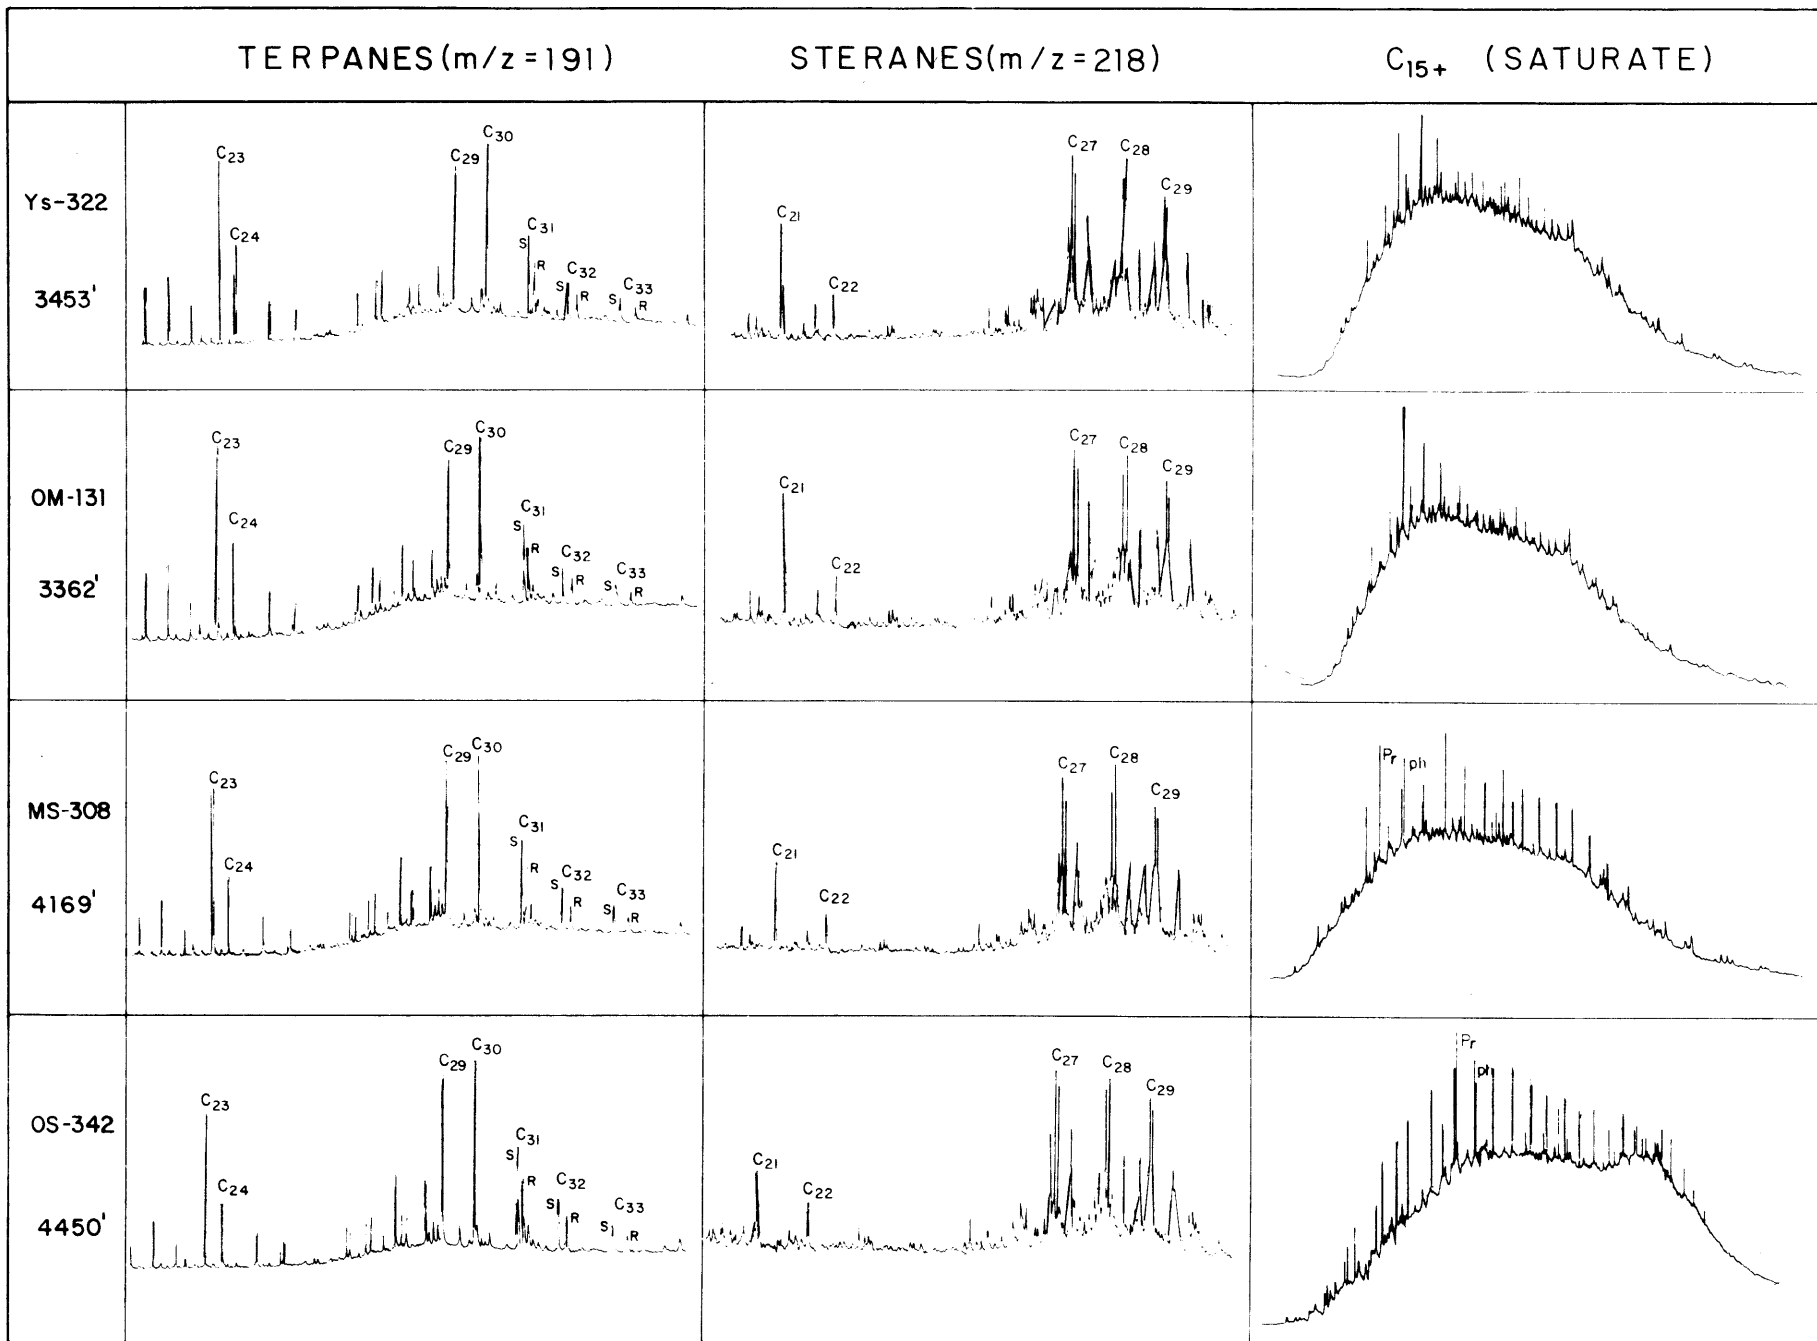 TERPANES (m/z=191) STERANES (m/z=218) C15+ (SATURATE)
Ys-322
3453'
C23 C24 C29 C30 S C31 R S C32 R S C33 R
C21 C22 C27 C28 C29
OM-131
3362'
C23 C24 C29 C30 S C31 R S C32 R S C33 R
C21 C22 C27 C28 C29
MS-308
4169'
C23 C24 C29 C30 S C31 R S C32 R S C33 R
C21 C22 C27 C28 C29
Pr ph
OS-342
4450'
C23 C24 C29 C30 S C31 R S C32 R S C33 R
C21 C22 C27 C28 C29
Pr ph